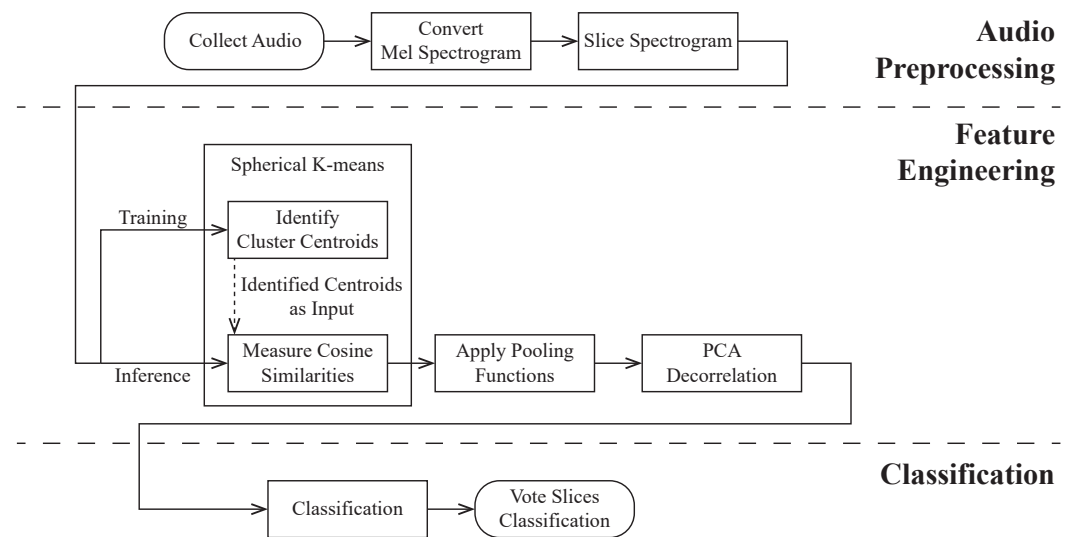 Collect Audio
Convert
Mel Spectrogram
Slice Spectrogram
Audio
Preprocessing
Feature
Engineering
Spherical K-means
Training
Identify
Cluster Centroids
Identified Centroids
as Input
Inference
Measure Cosine
Similarities
Apply Pooling
Functions
PCA
Decorrelation
Classification
Classification
Vote Slices
Classification